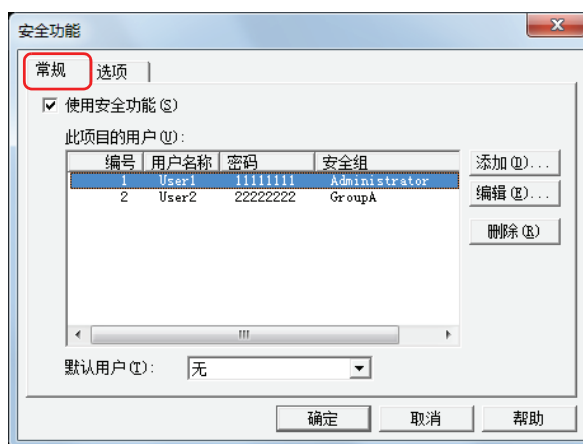 安全功能
常规 选项
使用安全功能(S)
此项目的用户(U):
编号 用户名称 密码 安全组
1 User1 11111111 Administrator
2 User2 22222222 GroupA
添加(D)...
编辑(E)...
删除(R)
默认用户(T): 无
确定 取消 帮助